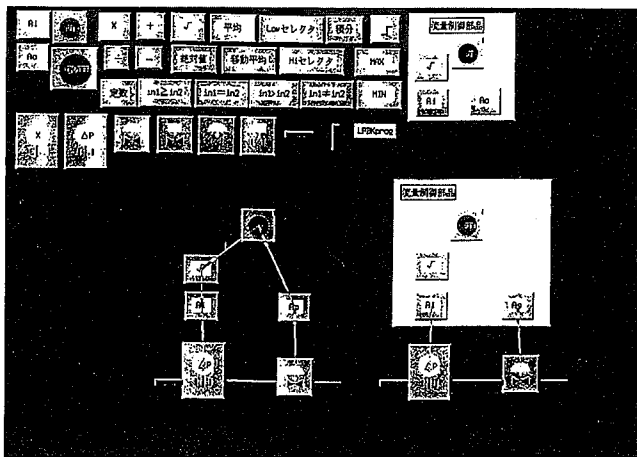 AI
×
+
√
平均
Lowセレクタ
積分
流量制御部品
Ao
−
絶対値
移動平均
Hiセレクタ
MAX
√
定数
in1≥in2
in1=in2
in1>in2
in1≠in2
MIN
AI
Ao
X
ΔP
LPBKprog
流量制御部品
√
√
AI
Ao
AI
Ao
ΔP
ΔP